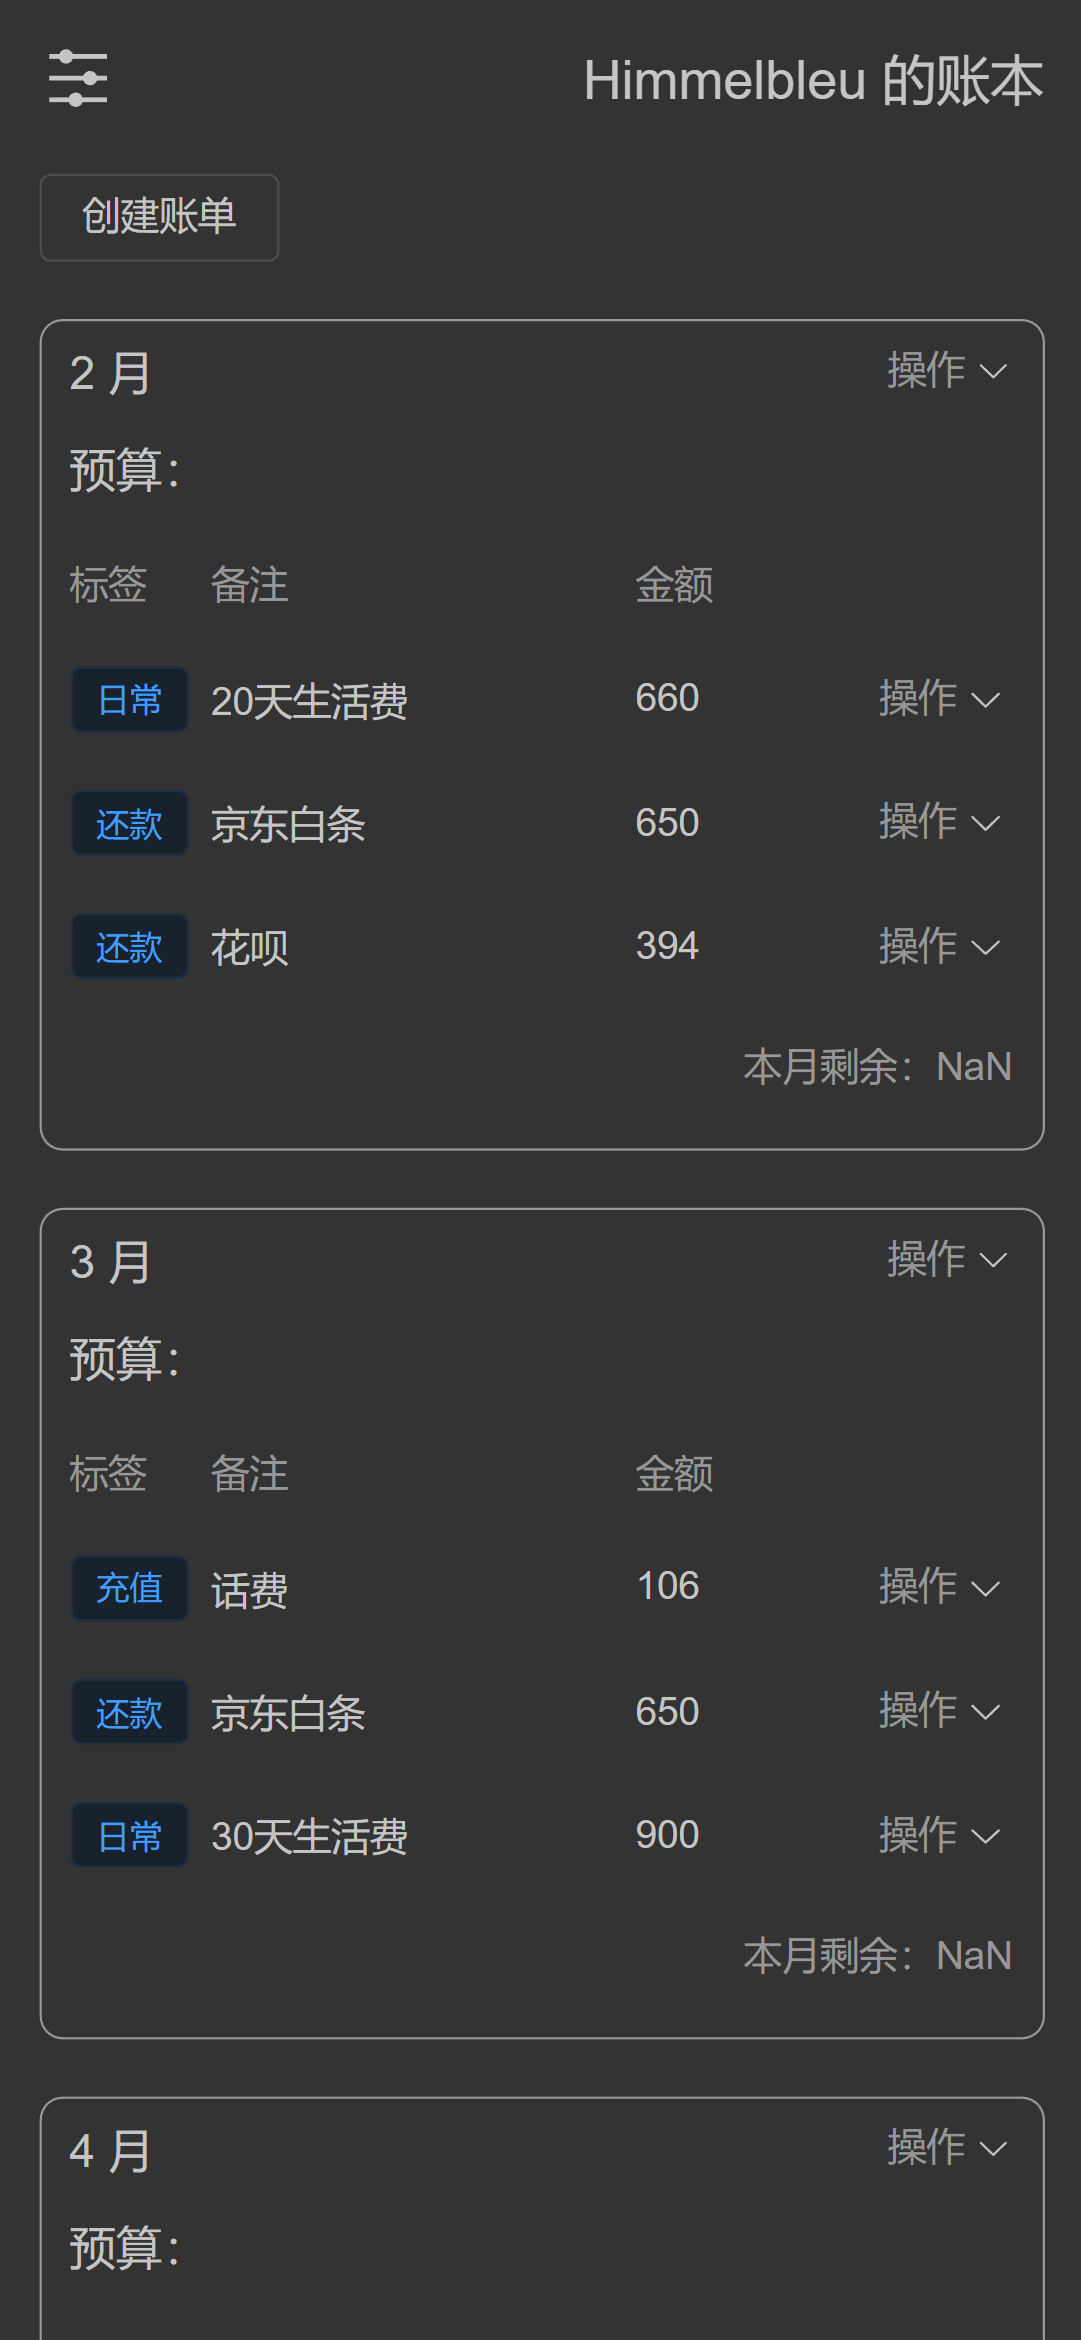 Himmelbleu 的账本
创建账单
2 月 操作
预算：
标签 备注 金额
日常 20天生活费 660 操作
还款 京东白条 650 操作
还款 花呗 394 操作
本月剩余：NaN
3 月 操作
预算：
标签 备注 金额
充值 话费 106 操作
还款 京东白条 650 操作
日常 30天生活费 900 操作
本月剩余：NaN
4 月 操作
预算：